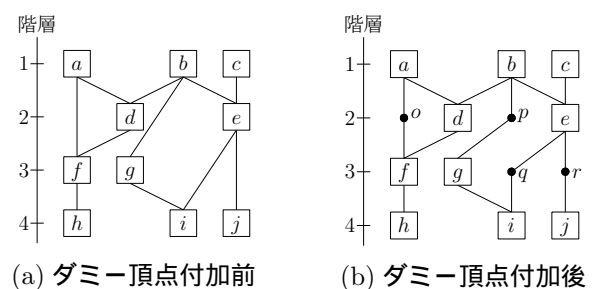 階層 階層
1 a b c 1 a b c
2 d e 2 o d p e
3 f g 3 f g q r
4 h i j 4 h i j
(a) ダミー頂点付加前 (b) ダミー頂点付加後